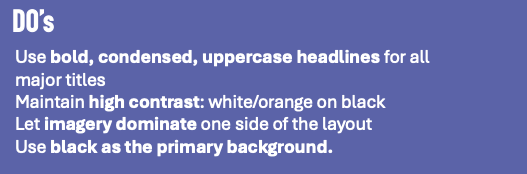 DO's
Use bold, condensed, uppercase headlines for all
major titles
Maintain high contrast: white/orange on black
Let imagery dominate one side of the layout
Use black as the primary background.